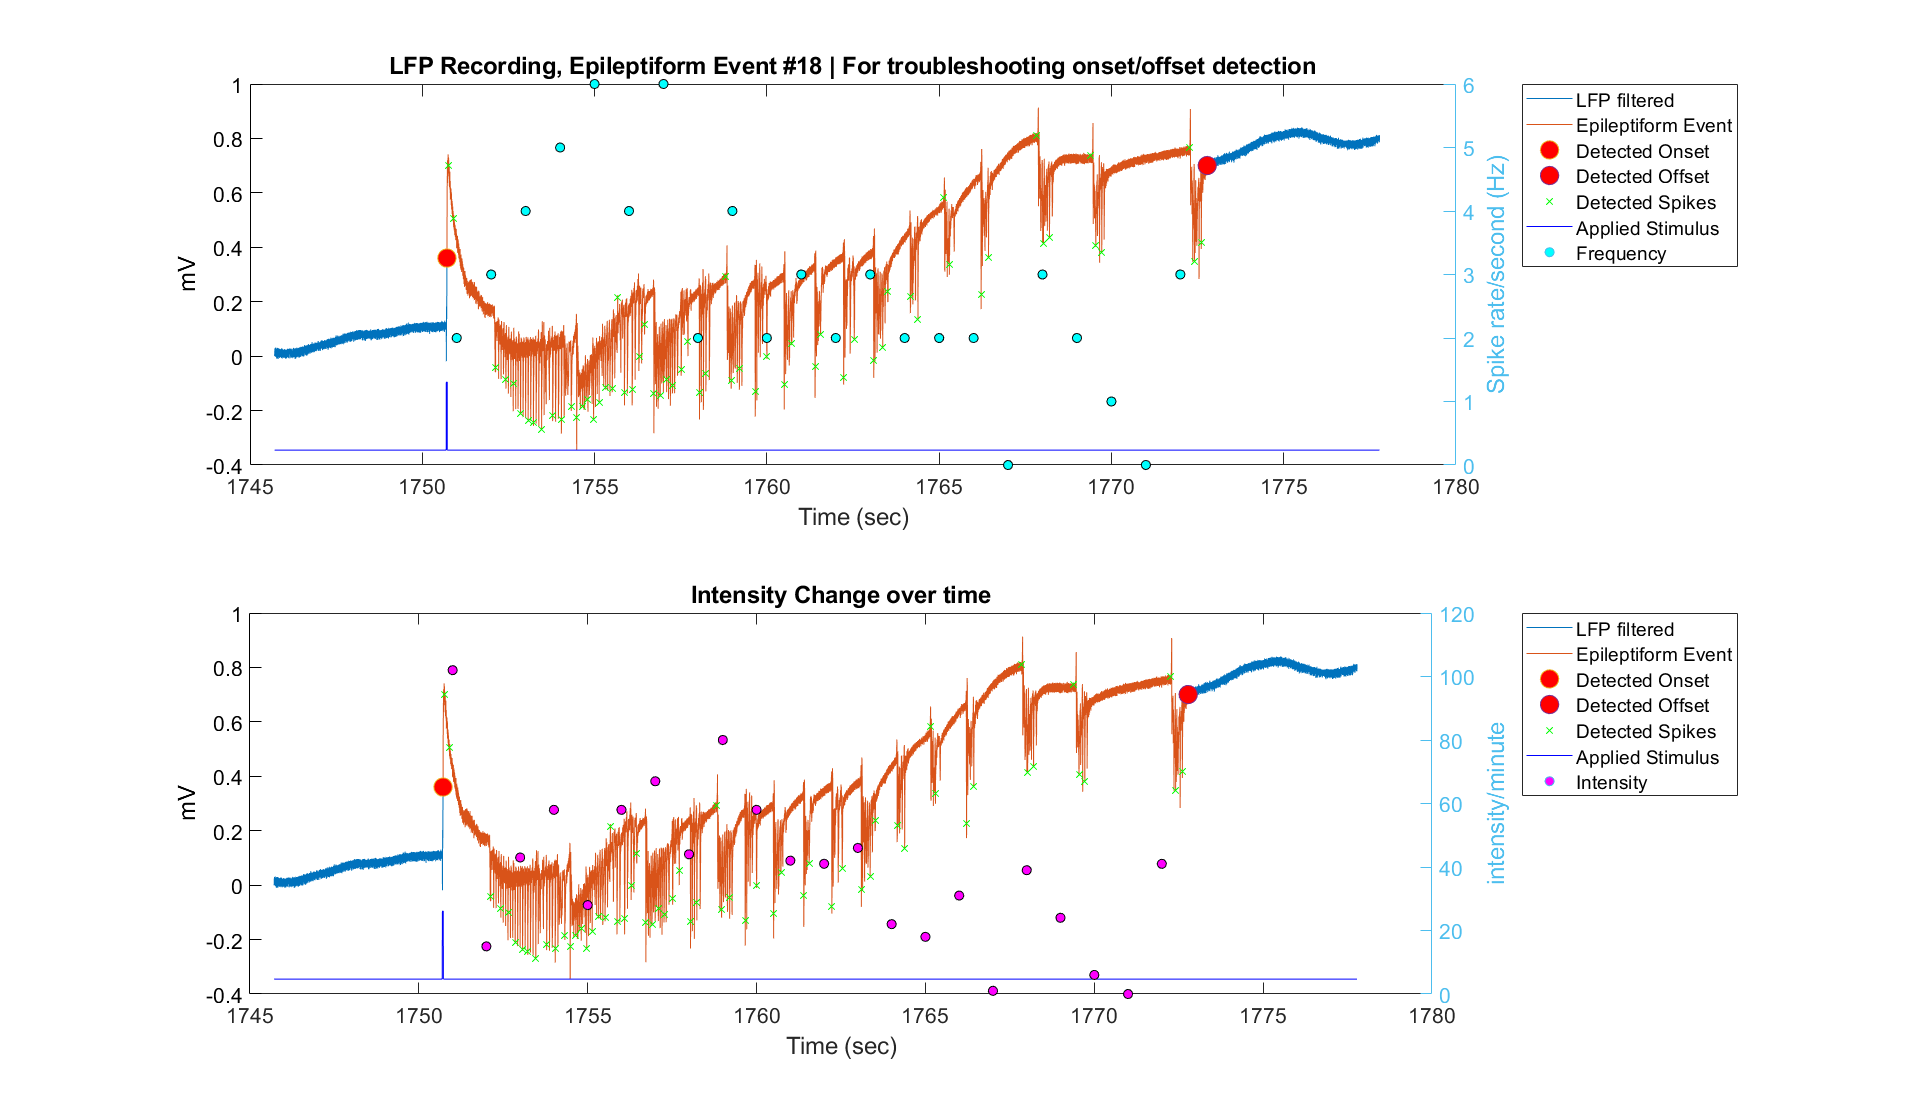 LFP Recording, Epileptiform Event #18 | For troubleshooting onset/offset detection
1
0.8
0.6
0.4
0.2
0
-0.2
-0.4
mV
1745 1750 1755 1760 1765 1770 1775 1780
Time (sec)
6
5
4
3
2
1
0
Spike rate/second (Hz)
LFP filtered
Epileptiform Event
Detected Onset
Detected Offset
Detected Spikes
Applied Stimulus
Frequency
Intensity Change over time
1
0.8
0.6
0.4
0.2
0
-0.2
-0.4
mV
1745 1750 1755 1760 1765 1770 1775 1780
Time (sec)
120
100
80
60
40
20
0
intensity/minute
LFP filtered
Epileptiform Event
Detected Onset
Detected Offset
Detected Spikes
Applied Stimulus
Intensity